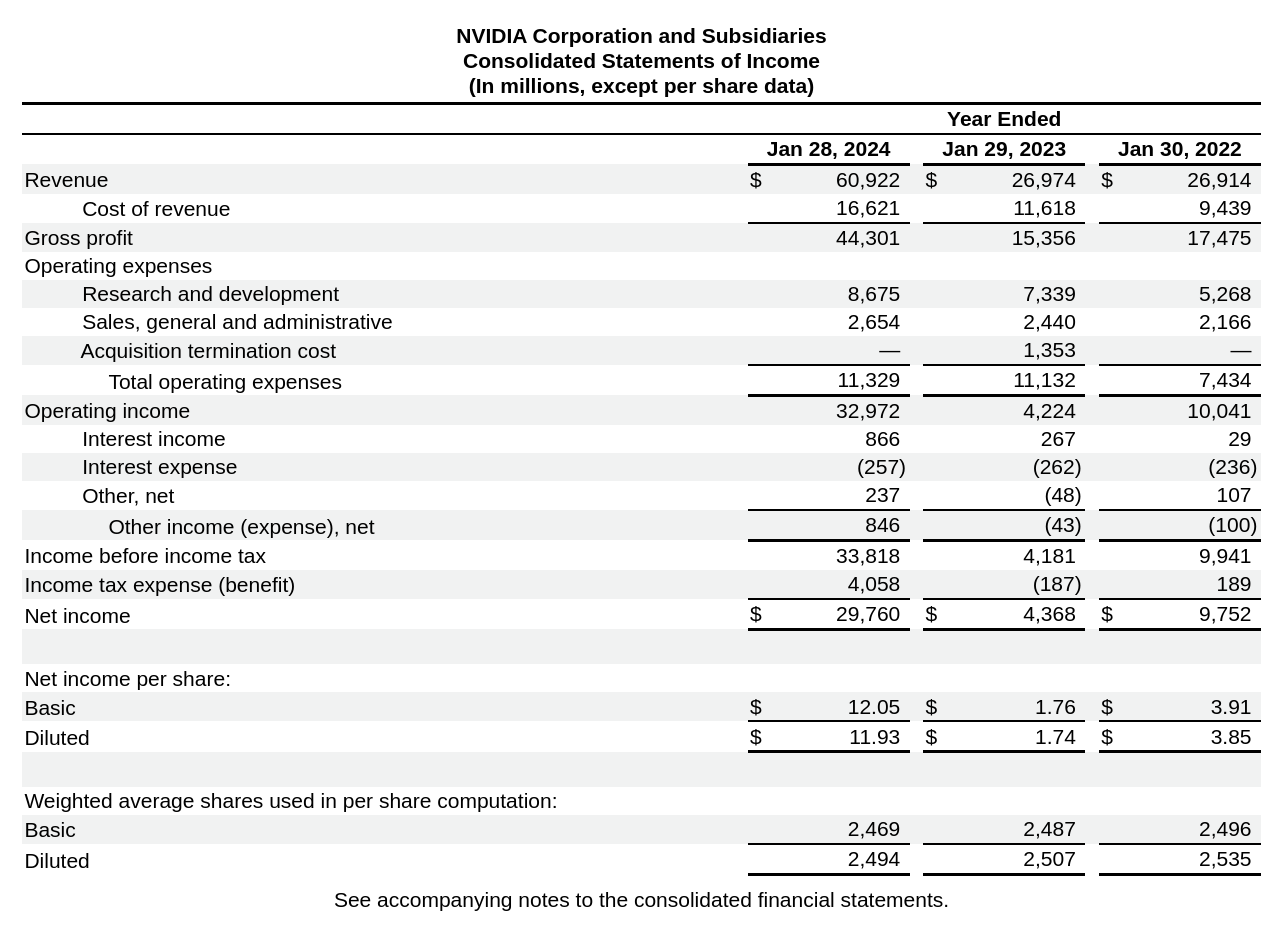 NVIDIA Corporation and Subsidiaries
Consolidated Statements of Income
(In millions, except per share data)
Year Ended
Jan 28, 2024 Jan 29, 2023 Jan 30, 2022
Revenue $ 60,922 $ 26,974 $ 26,914
Cost of revenue 16,621 11,618 9,439
Gross profit 44,301 15,356 17,475
Operating expenses
Research and development 8,675 7,339 5,268
Sales, general and administrative 2,654 2,440 2,166
Acquisition termination cost — 1,353 —
Total operating expenses 11,329 11,132 7,434
Operating income 32,972 4,224 10,041
Interest income 866 267 29
Interest expense (257) (262) (236)
Other, net 237 (48) 107
Other income (expense), net 846 (43) (100)
Income before income tax 33,818 4,181 9,941
Income tax expense (benefit) 4,058 (187) 189
Net income $ 29,760 $ 4,368 $ 9,752
Net income per share:
Basic $ 12.05 $ 1.76 $ 3.91
Diluted $ 11.93 $ 1.74 $ 3.85
Weighted average shares used in per share computation:
Basic 2,469 2,487 2,496
Diluted 2,494 2,507 2,535
See accompanying notes to the consolidated financial statements.